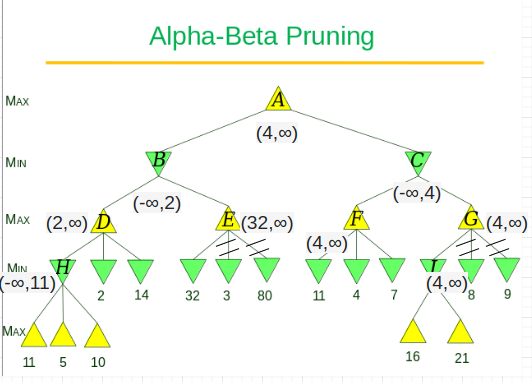 Alpha-Beta Pruning
MAX
A
(4,∞)
MIN
B
C
(-∞,2)
(-∞,4)
MAX
(2,∞)
D
E
(32,∞)
F
G
(4,∞)
(4,∞)
MIN
H
I
(-∞,11)
2
14
32
3
80
11
4
7
(4,∞)
8
9
MAX
11
5
10
16
21